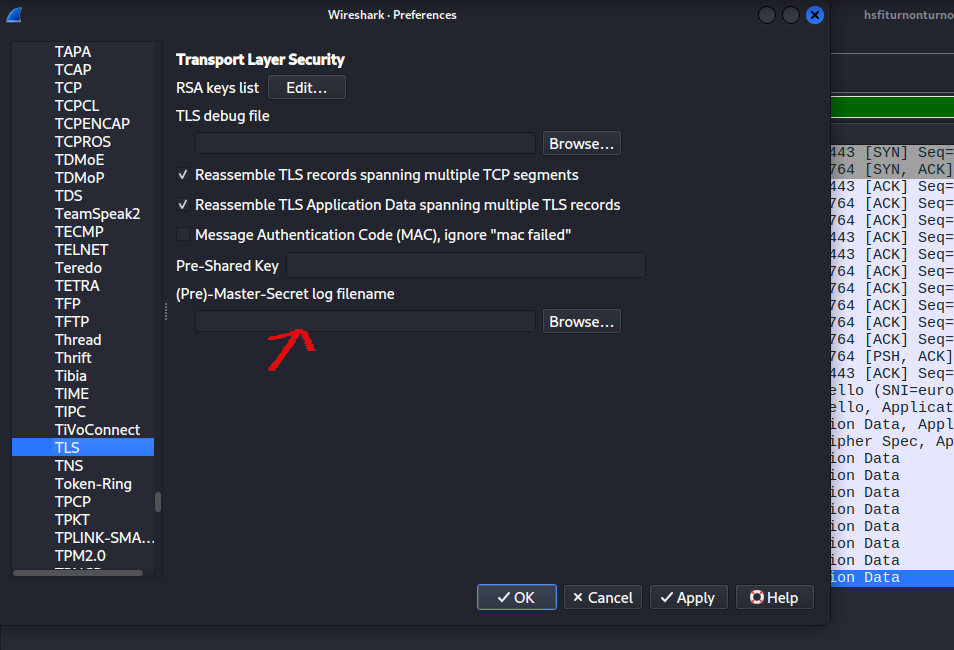 Wireshark · Preferences
hsfiturnonturno
TAPA
TCAP
TCP
TCPCL
TCPENCAP
TCPROS
TDMoE
TDMoP
TDS
TeamSpeak2
TECMP
TELNET
Teredo
TETRA
TFP
TFTP
Thread
Thrift
Tibia
TIME
TIPC
TiVoConnect
TLS
TNS
Token-Ring
TPCP
TPKT
TPLINK-SMA...
TPM2.0
Transport Layer Security
RSA keys list Edit...
TLS debug file
Browse...
Reassemble TLS records spanning multiple TCP segments
Reassemble TLS Application Data spanning multiple TLS records
Message Authentication Code (MAC), ignore "mac failed"
Pre-Shared Key
(Pre)-Master-Secret log filename
Browse...
OK Cancel Apply Help
443 [SYN] Seq=
764 [SYN, ACK]
443 [ACK] Seq=
764 [ACK] Seq=
764 [ACK] Seq=
443 [ACK] Seq=
443 [ACK] Seq=
764 [ACK] Seq=
764 [ACK] Seq=
764 [ACK] Seq=
764 [ACK] Seq=
764 [ACK] Seq=
764 [PSH, ACK]
443 [ACK] Seq=
ello (SNI=euro
ello, Applicat
ion Data, Appl
ipher Spec, Ap
ion Data
ion Data
ion Data
ion Data
ion Data
ion Data
ion Data
ion Data